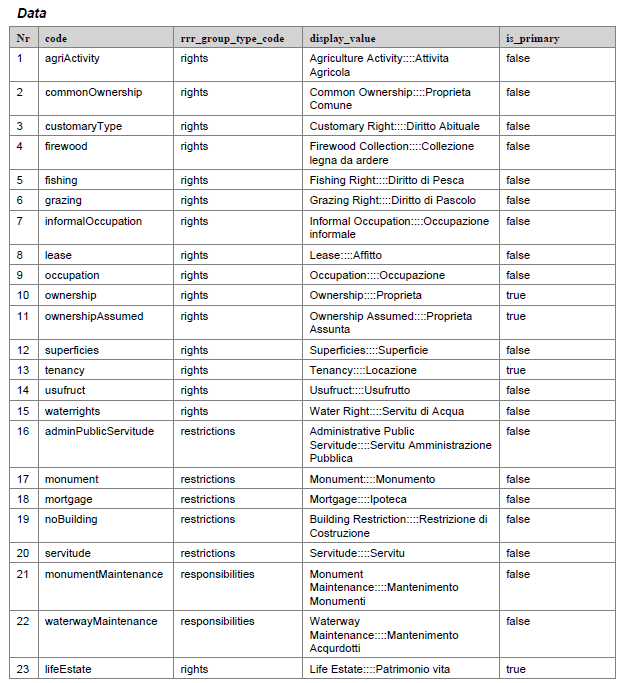 Data
Nr code rrr_group_type_code display_value is_primary
1 agriActivity rights Agriculture Activity::::Attivita false
Agricola
2 commonOwnership rights Common Ownership::::Proprieta false
Comune
3 customaryType rights Customary Right::::Diritto Abituale false
4 firewood rights Firewood Collection::::Collezione false
legna da ardere
5 fishing rights Fishing Right::::Diritto di Pesca false
6 grazing rights Grazing Right::::Diritto di Pascolo false
7 informalOccupation rights Informal Occupation::::Occupazione false
informale
8 lease rights Lease::::Affitto false
9 occupation rights Occupation::::Occupazione false
10 ownership rights Ownership::::Proprieta true
11 ownershipAssumed rights Ownership Assumed::::Proprieta true
Assunta
12 superficies rights Superficies::::Superficie false
13 tenancy rights Tenancy::::Locazione true
14 usufruct rights Usufruct::::Usufrutto false
15 waterrights rights Water Right::::Servitu di Acqua false
16 adminPublicServitude restrictions Administrative Public false
Servitude::::Servitu Amministrazione
Pubblica
17 monument restrictions Monument::::Monumento false
18 mortgage restrictions Mortgage::::Ipoteca false
19 noBuilding restrictions Building Restriction::::Restrizione di false
Costruzione
20 servitude restrictions Servitude::::Servitu false
21 monumentMaintenance responsibilities Monument false
Maintenance::::Mantenimento
Monumenti
22 waterwayMaintenance responsibilities Waterway false
Maintenance::::Mantenimento
Acqurdotti
23 lifeEstate rights Life Estate::::Patrimonio vita true